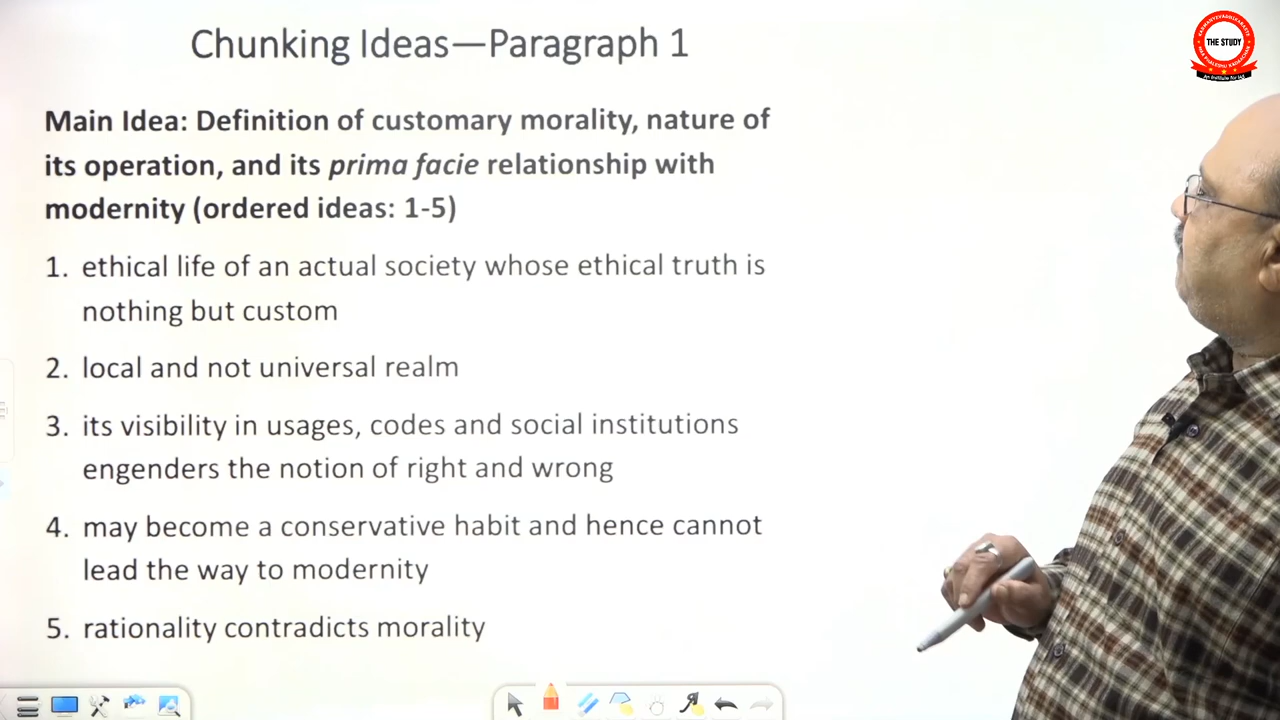 Chunking Ideas—Paragraph 1
THE STUDY
An Institute for IAS
Main Idea: Definition of customary morality, nature of
its operation, and its prima facie relationship with
modernity (ordered ideas: 1-5)
1. ethical life of an actual society whose ethical truth is
nothing but custom
2. local and not universal realm
3. its visibility in usages, codes and social institutions
engenders the notion of right and wrong
4. may become a conservative habit and hence cannot
lead the way to modernity
5. rationality contradicts morality